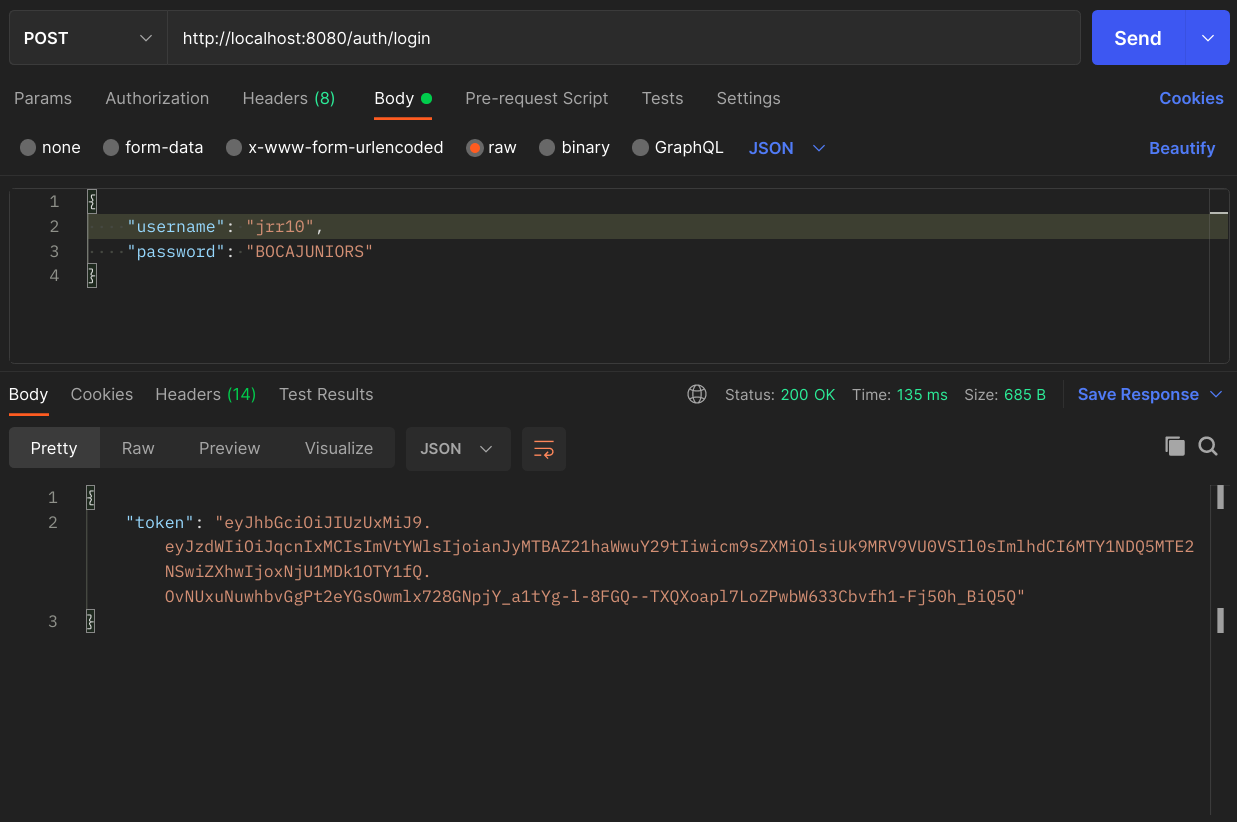 POST http://localhost:8080/auth/login Send
Params Authorization Headers (8) Body Pre-request Script Tests Settings Cookies
none form-data x-www-form-urlencoded raw binary GraphQL JSON Beautify
1 {
2 "username": "jrr10",
3 "password": "BOCAJUNIORS"
4 }
Body Cookies Headers (14) Test Results Status: 200 OK Time: 135 ms Size: 685 B Save Response
Pretty Raw Preview Visualize JSON
1 {
2 "token": "eyJhbGciOiJIUzUxMiJ9.
eyJzdWIiOiJqcnIxMCIsImVtYWlsIjoianJyMTBAZ21haWwuY29tIiwicm9sZXMiOlsiUk9MRV9VU0VSIl0sImlhdCI6MTY1NDQ5MTE2
NSwiZXhwIjoxNjU1MDk1OTY1fQ.
OvNUxuNuwhbvGgPt2eYGsOwmlx728GNpjY_a1tYg-l-8FGQ--TXQXoapl7LoZPwbW633Cbvfh1-Fj50h_BiQ5Q"
3 }